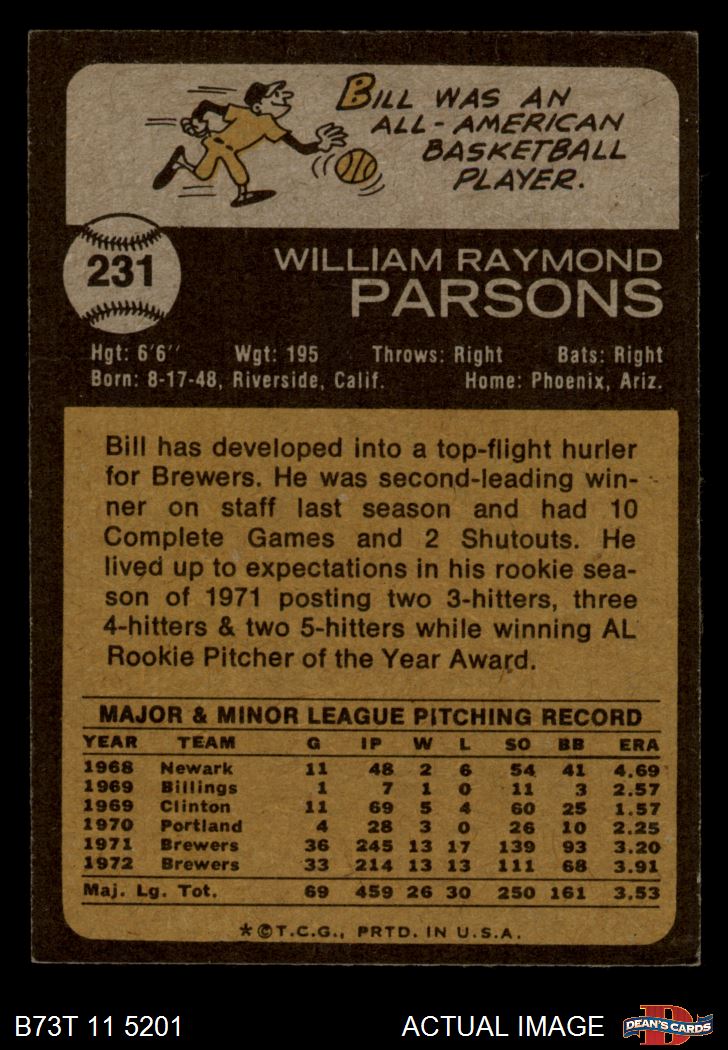 BILL WAS AN
ALL-AMERICAN
BASKETBALL
PLAYER.
231
WILLIAM RAYMOND
PARSONS
Hgt: 6'6" Wgt: 195 Throws: Right Bats: Right
Born: 8-17-48, Riverside, Calif. Home: Phoenix, Ariz.
Bill has developed into a top-flight hurler
for Brewers. He was second-leading win-
ner on staff last season and had 10
Complete Games and 2 Shutouts. He
lived up to expectations in his rookie sea-
son of 1971 posting two 3-hitters, three
4-hitters & two 5-hitters while winning AL
Rookie Pitcher of the Year Award.
MAJOR & MINOR LEAGUE PITCHING RECORD
YEAR TEAM G IP W L SO BB ERA
1968 Newark 11 48 2 6 54 41 4.69
1969 Billings 1 7 1 0 11 3 2.57
1969 Clinton 11 69 5 4 60 25 1.57
1970 Portland 4 28 3 0 26 10 2.25
1971 Brewers 36 245 13 17 139 93 3.20
1972 Brewers 33 214 13 13 111 68 3.91
Maj. Lg. Tot. 69 459 26 30 250 161 3.53
*©T.C.G., PRTD. IN U.S.A.
B73T 11 5201 ACTUAL IMAGE D DEAN'S CARDS